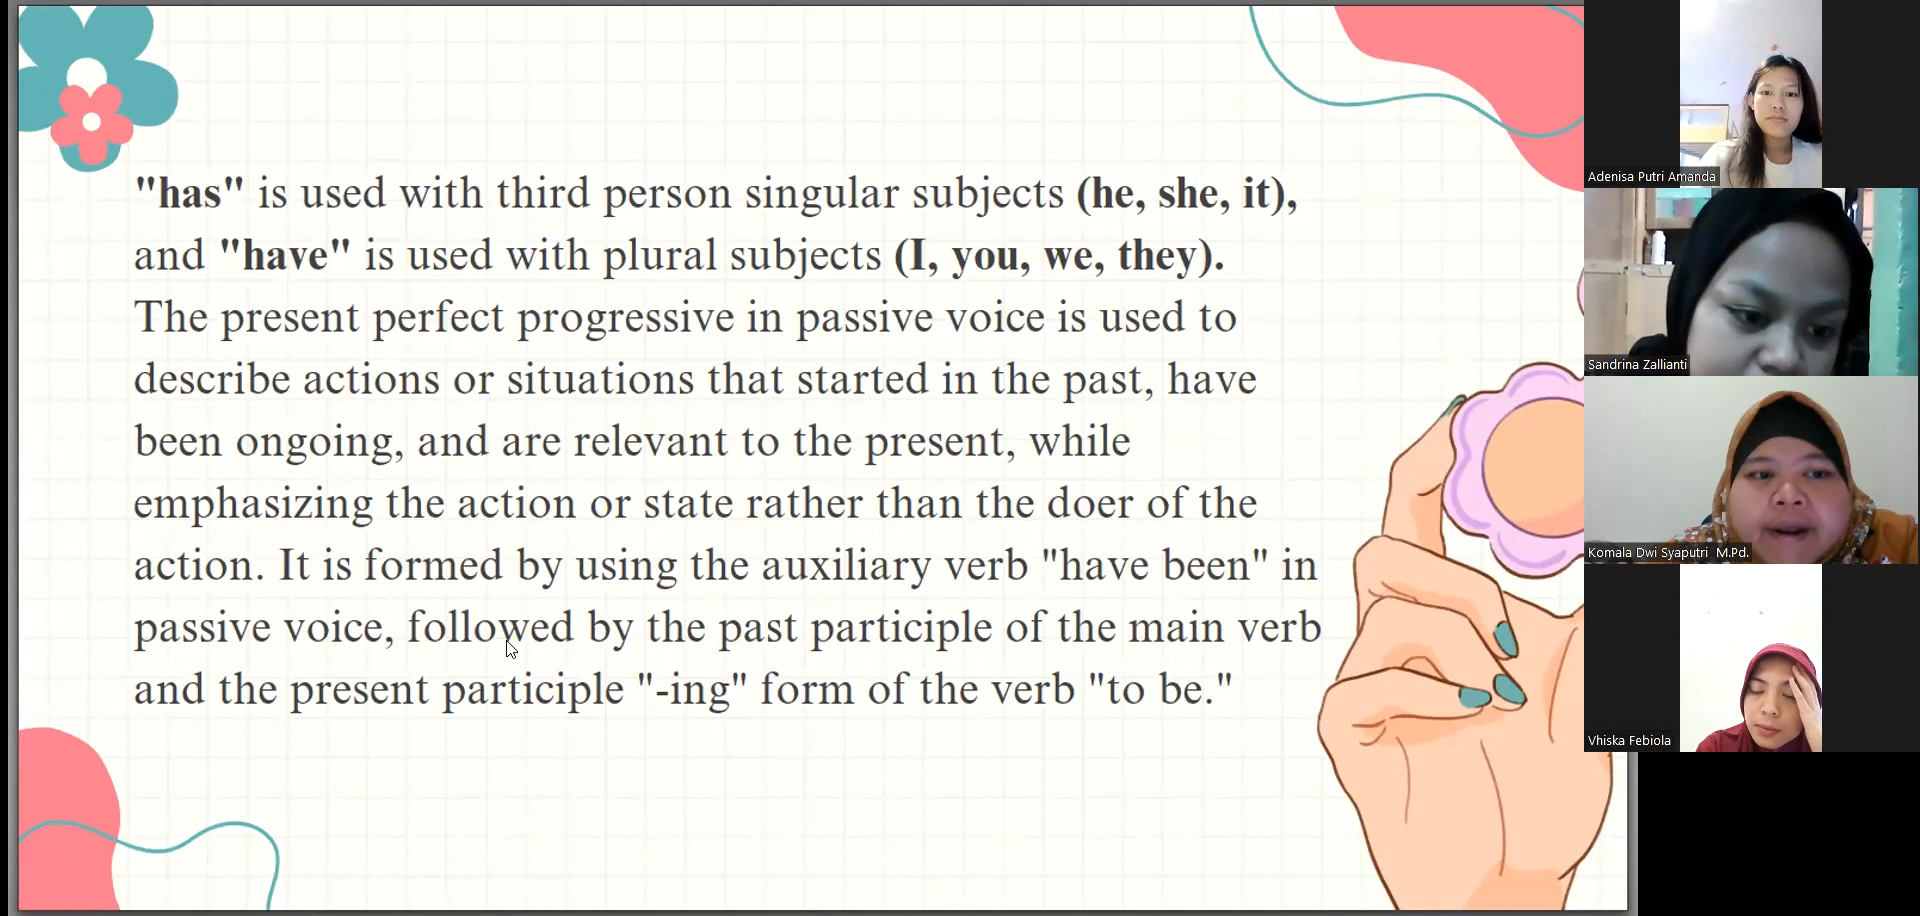 "has" is used with third person singular subjects (he, she, it),
and "have" is used with plural subjects (I, you, we, they).
The present perfect progressive in passive voice is used to
describe actions or situations that started in the past, have
been ongoing, and are relevant to the present, while
emphasizing the action or state rather than the doer of the
action. It is formed by using the auxiliary verb "have been" in
passive voice, followed by the past participle of the main verb
and the present participle "-ing" form of the verb "to be."
Adenisa Putri Amanda
Sandrina Zallianti
Komala Dwi Syaputri M.Pd.
Vhiska Febiola